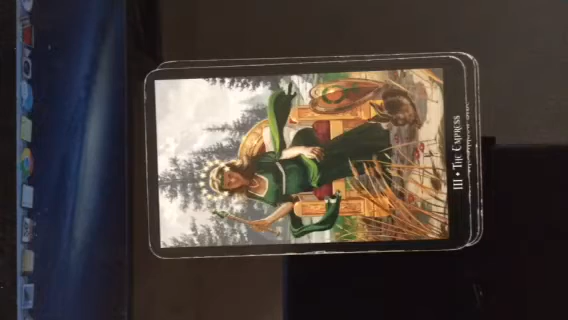 III • The Empress